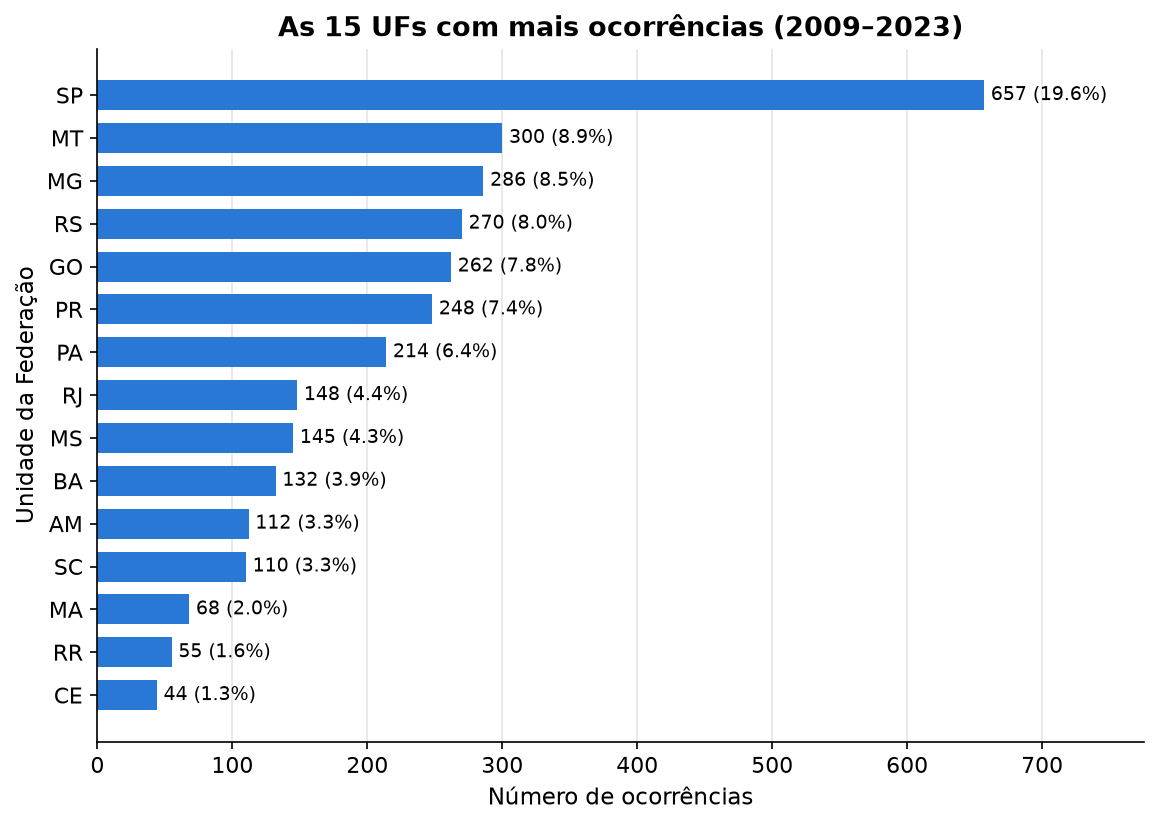 As 15 UFs com mais ocorrências (2009–2023)
Unidade da Federação
SP 657 (19.6%)
MT 300 (8.9%)
MG 286 (8.5%)
RS 270 (8.0%)
GO 262 (7.8%)
PR 248 (7.4%)
PA 214 (6.4%)
RJ 148 (4.4%)
MS 145 (4.3%)
BA 132 (3.9%)
AM 112 (3.3%)
SC 110 (3.3%)
MA 68 (2.0%)
RR 55 (1.6%)
CE 44 (1.3%)
0 100 200 300 400 500 600 700
Número de ocorrências